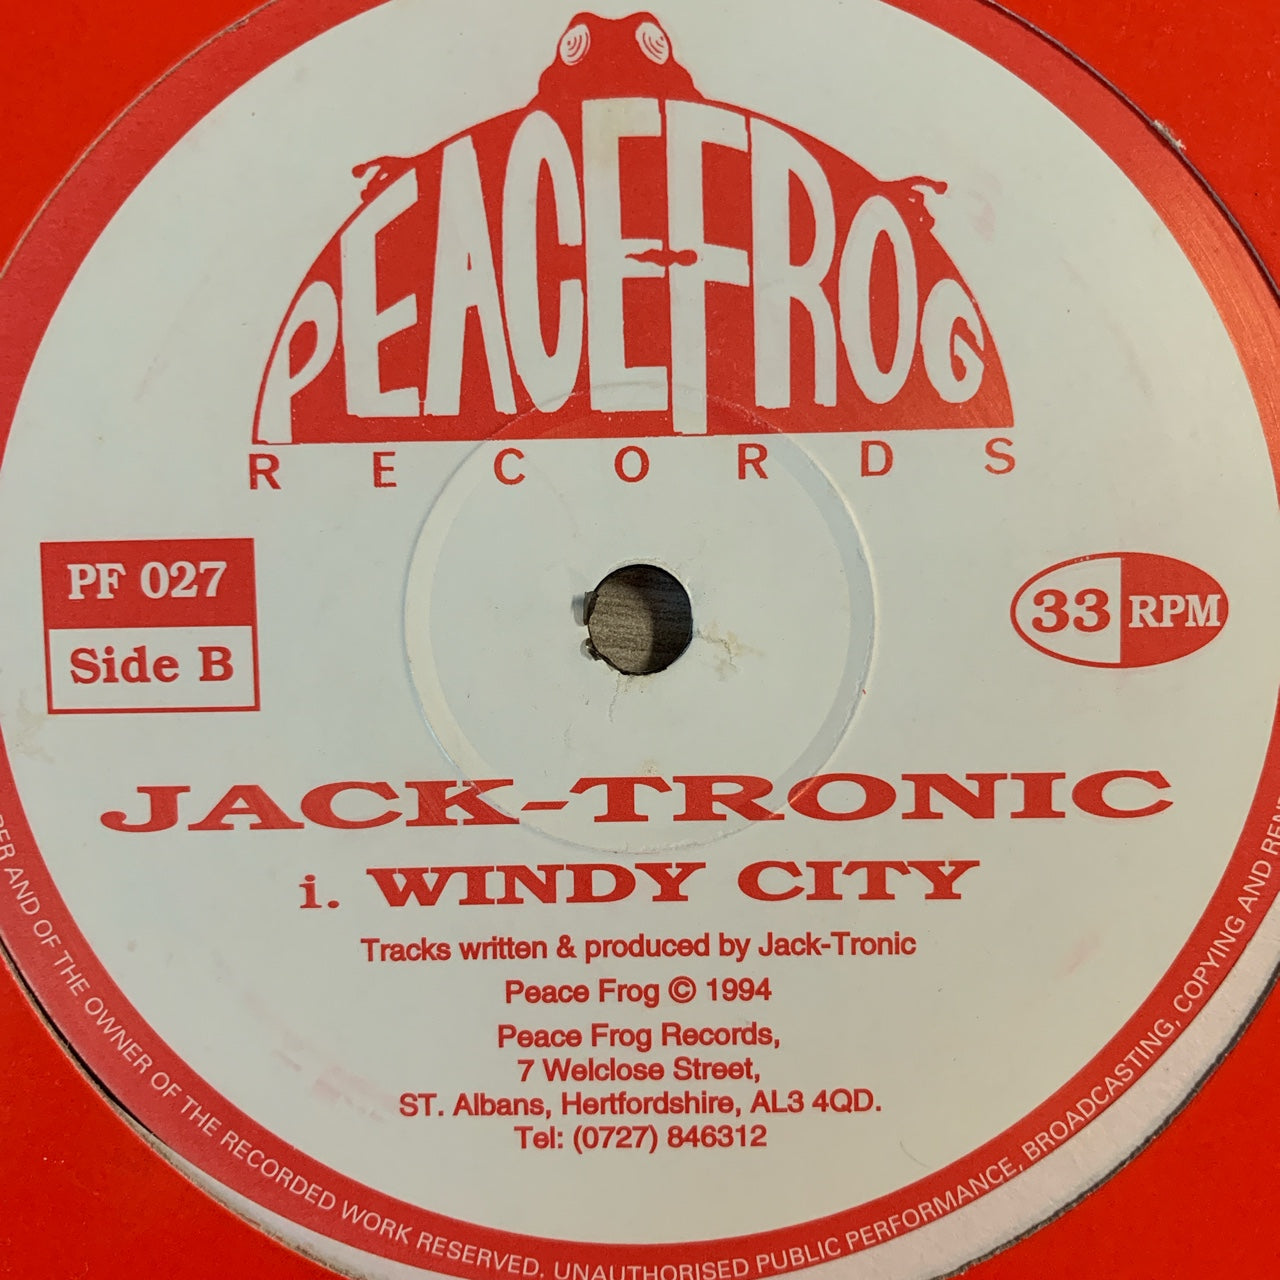 PEACEFROG
RECORDS
PF 027
Side B
33 RPM
JACK-TRONIC
i. WINDY CITY
Tracks written & produced by Jack-Tronic
Peace Frog © 1994
Peace Frog Records,
7 Welclose Street,
ST. Albans, Hertfordshire, AL3 4QD.
Tel: (0727) 846312
AND OF THE OWNER OF THE RECORDED WORK RESERVED. UNAUTHORISED PUBLIC PERFORMANCE, BROADCASTING, COPYING AND